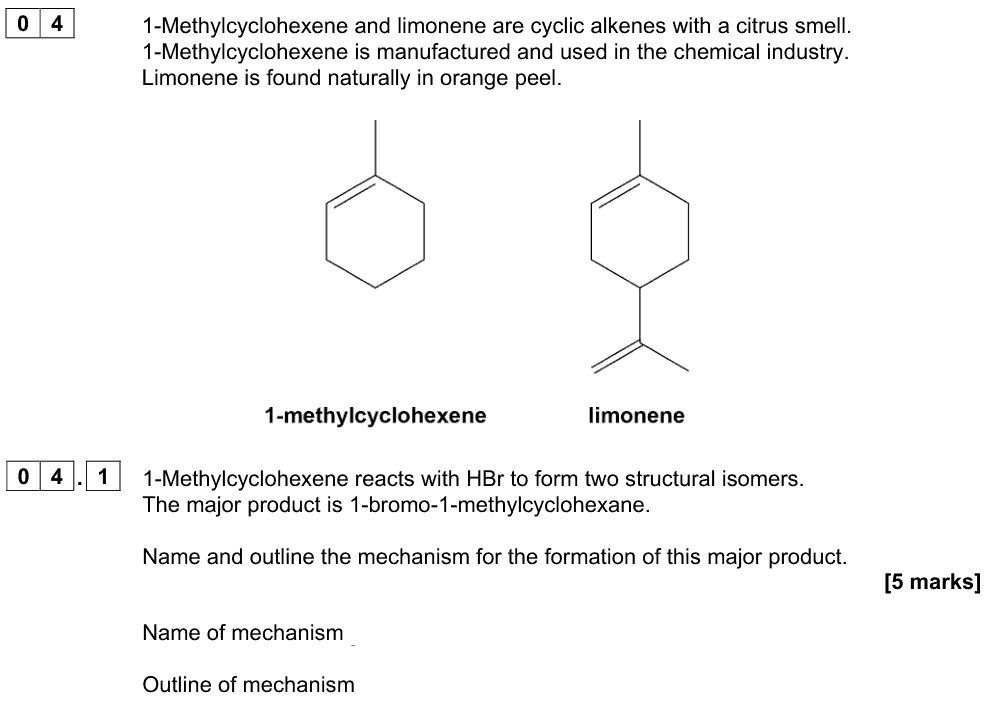 0 4 1-Methylcyclohexene and limonene are cyclic alkenes with a citrus smell.
1-Methylcyclohexene is manufactured and used in the chemical industry.
Limonene is found naturally in orange peel.
1-methylcyclohexene limonene
0 4 . 1 1-Methylcyclohexene reacts with HBr to form two structural isomers.
The major product is 1-bromo-1-methylcyclohexane.
Name and outline the mechanism for the formation of this major product.
[5 marks]
Name of mechanism
Outline of mechanism